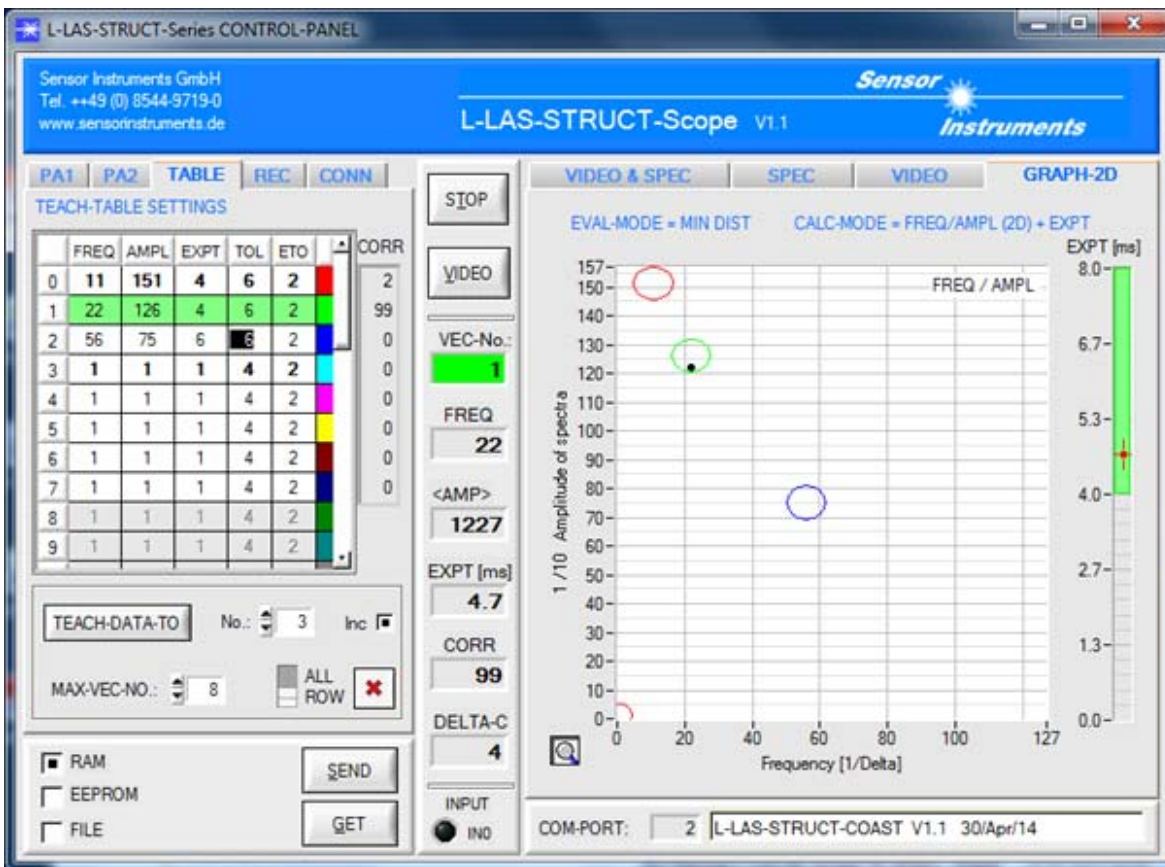 L-LAS-STRUCT-Series CONTROL-PANEL
Sensor Instruments GmbH
Tel. ++49 (0) 8544-9719-0
www.sensorinstruments.de
L-LAS-STRUCT-Scope V1.1
Sensor
Instruments
PA1 PA2 TABLE REC CONN
TEACH-TABLE SETTINGS
FREQ AMPL EXPT TOL ETO CORR
0 11 151 4 6 2 2
1 22 126 4 6 2 99
2 56 75 6 6 2 0
3 1 1 1 4 2 0
4 1 1 1 4 2 0
5 1 1 1 4 2 0
6 1 1 1 4 2 0
7 1 1 1 4 2 0
8 1 1 1 4 2
9 1 1 1 4 2
TEACH-DATA-TO No.: 3 Inc
MAX-VEC-NO.: 8 ALL
ROW
RAM
EEPROM
FILE
SEND
GET
STOP
VIDEO
VEC-No.:
1
FREQ
22
<AMP>
1227
EXPT [ms]
4.7
CORR
99
DELTA-C
4
INPUT
IN0
VIDEO & SPEC SPEC VIDEO GRAPH-2D
EVAL-MODE = MIN DIST CALC-MODE = FREQ/AMPL (2D) + EXPT
EXPT [ms]
FREQ / AMPL
1 /10 Amplitude of spectra
157
150
140
130
120
110
100
90
80
70
60
50
40
30
20
10
0
0 20 40 60 80 100 127
Frequency [1/Delta]
8.0
6.7
5.3
4.0
2.7
1.3
0.0
COM-PORT: 2 L-LAS-STRUCT-COAST V1.1 30/Apr/14